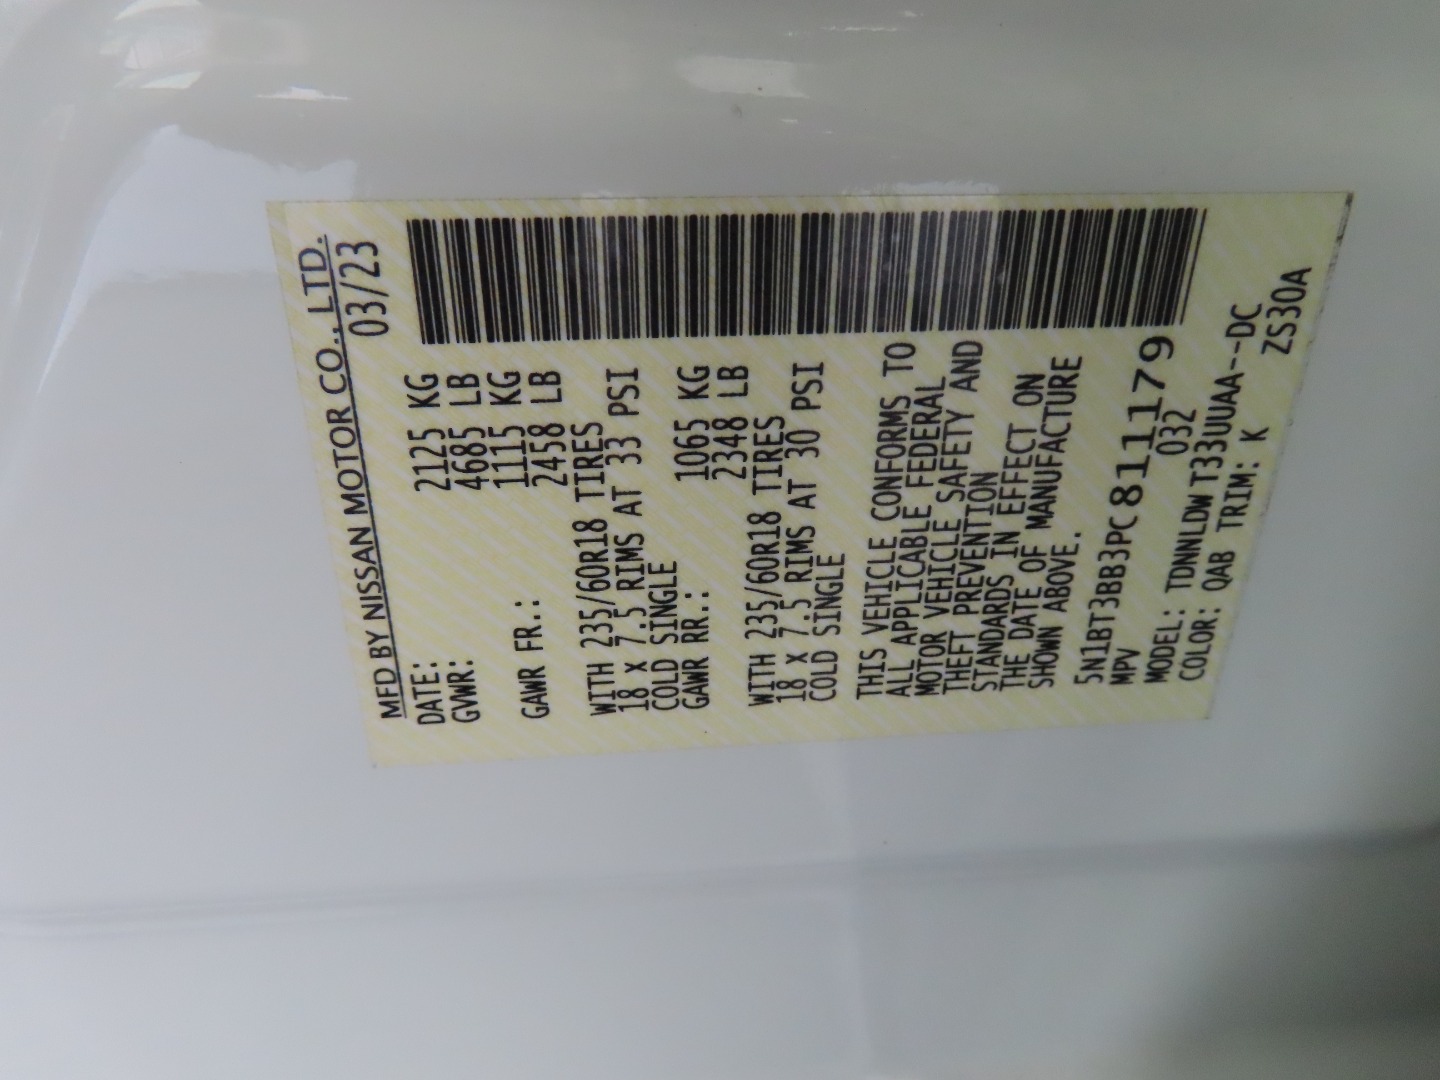 MFD BY NISSAN MOTOR CO., LTD.
DATE: 03/23
GVWR: 2125 KG
4685 LB
GAWR FR.: 1115 KG
2458 LB
WITH 235/60R18 TIRES
18 X 7.5 RIMS AT 33 PSI
COLD SINGLE
GAWR RR.: 1065 KG
2348 LB
WITH 235/60R18 TIRES
18 X 7.5 RIMS AT 30 PSI
COLD SINGLE
THIS VEHICLE CONFORMS TO
ALL APPLICABLE FEDERAL
MOTOR VEHICLE SAFETY AND
THEFT PREVENTION
STANDARDS IN EFFECT ON
THE DATE OF MANUFACTURE
SHOWN ABOVE.
5N1BT3BB3PC811179
MPV 032
MODEL: TDNNLDW T33UUAA--DC
COLOR: QAB TRIM: K ZS30A